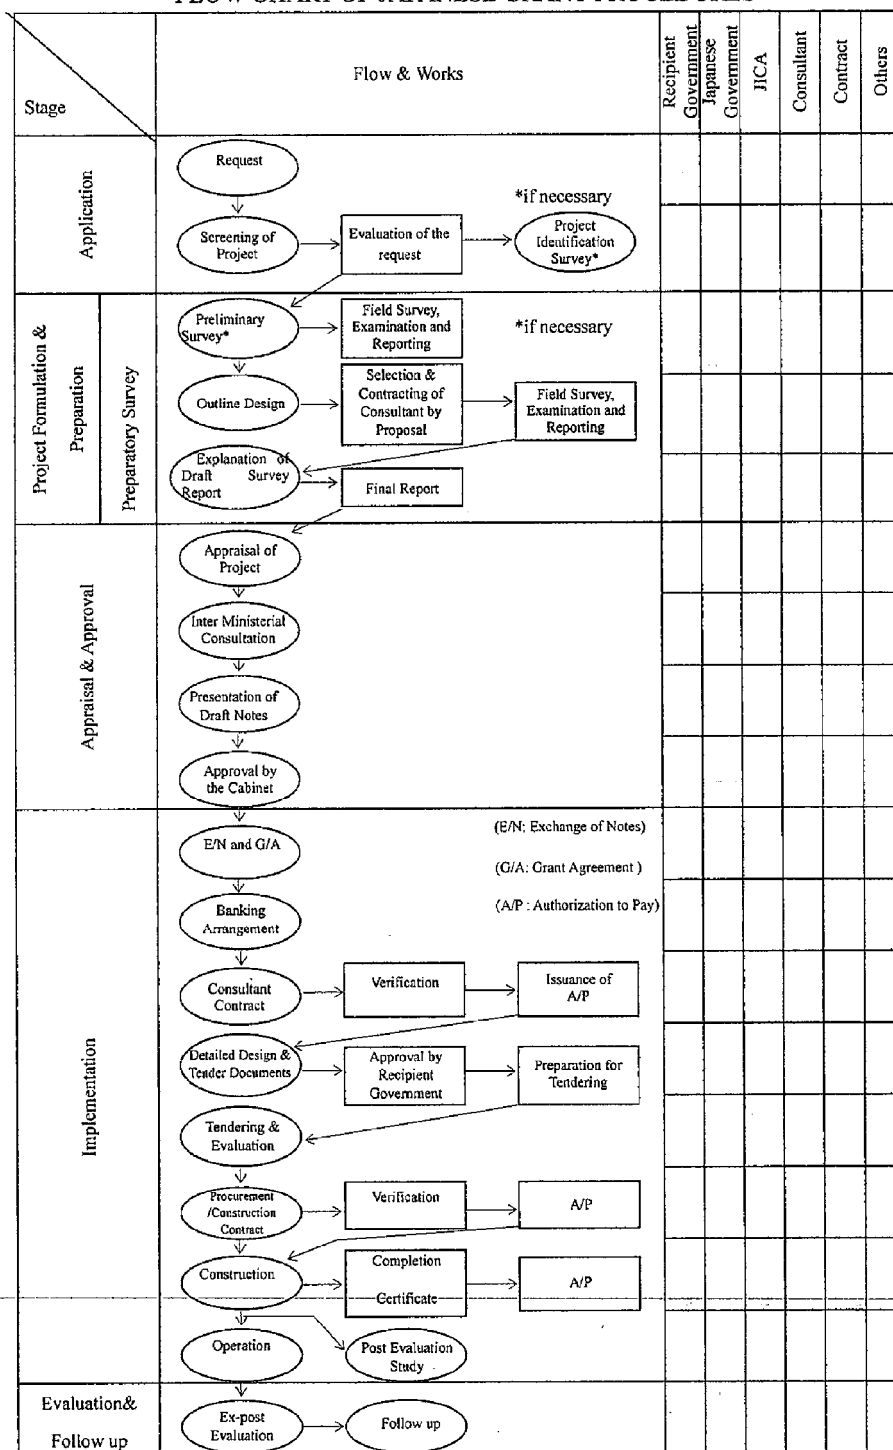 Stage
Flow & Works
Recipient
Government
Japanese
Government
JICA
Consultant
Contract
Others
Application
Request
*if necessary
Screening of
Project
Evaluation of the
request
Project
Identification
Survey*
Project Formulation &
Preparation
Preparatory Survey
Preliminary
Survey*
Field Survey,
Examination and
Reporting
*if necessary
Outline Design
Selection &
Contracting of
Consultant by
Proposal
Field Survey,
Examination and
Reporting
Explanation of
Draft Survey
Report
Final Report
Appraisal & Approval
Appraisal of
Project
Inter Ministerial
Consultation
Presentation of
Draft Notes
Approval by
the Cabinet
Implementation
E/N and G/A
(E/N: Exchange of Notes)
(G/A: Grant Agreement )
(A/P : Authorization to Pay)
Banking
Arrangement
Consultant
Contract
Verification
Issuance of
A/P
Detailed Design &
Tender Documents
Approval by
Recipient
Government
Preparation for
Tendering
Tendering &
Evaluation
Procurement
/Construction
Contract
Verification
A/P
Construction
Completion
Certificate
A/P
Operation
Post Evaluation
Study
Evaluation&
Follow up
Ex-post
Evaluation
Follow up